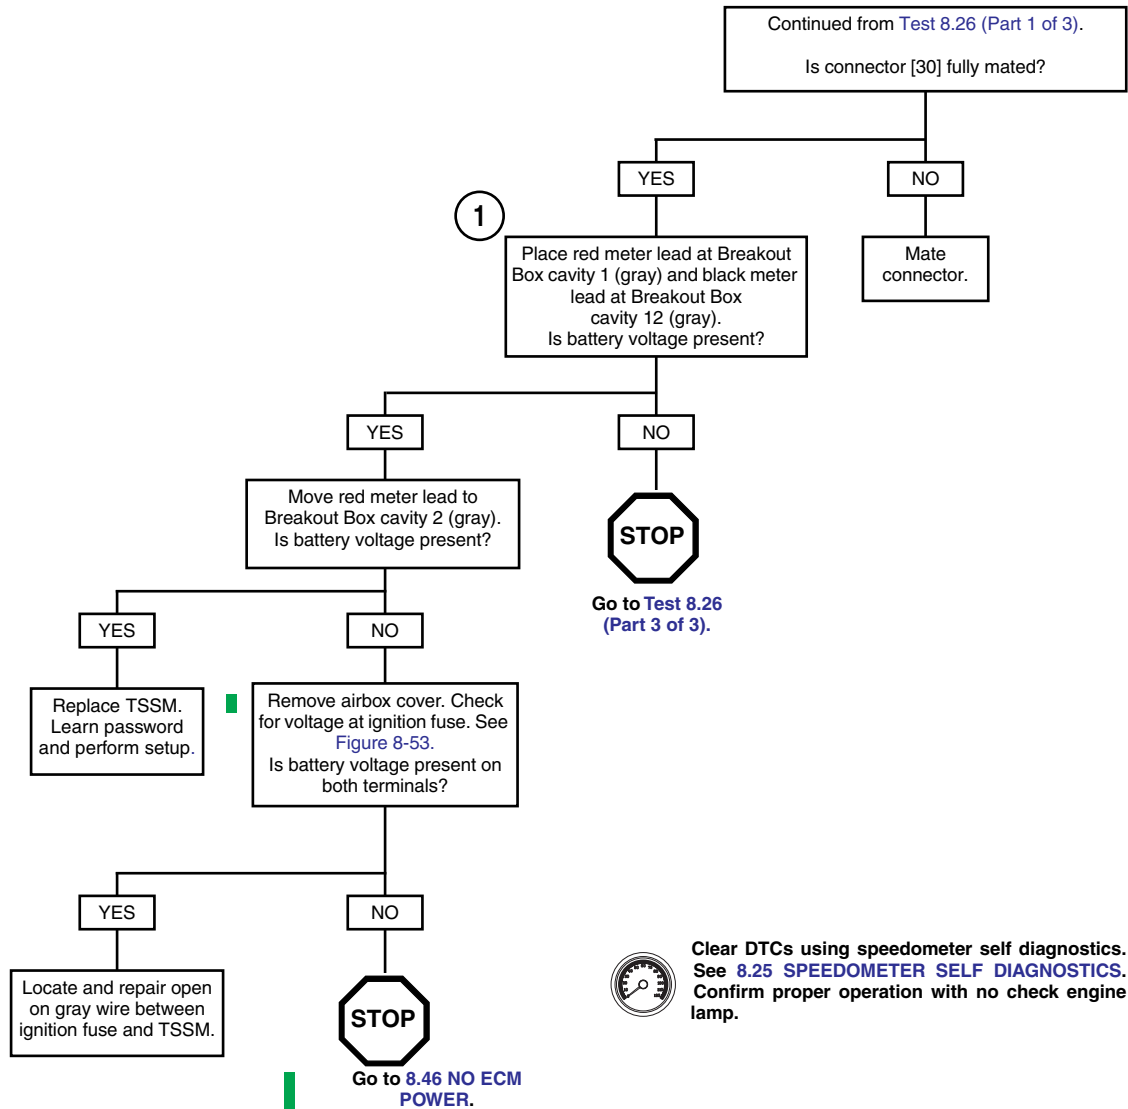 Continued from Test 8.26 (Part 1 of 3).
Is connector [30] fully mated?
YES
NO
1
Place red meter lead at Breakout
Box cavity 1 (gray) and black meter
lead at Breakout Box
cavity 12 (gray).
Is battery voltage present?
Mate
connector.
YES
NO
Move red meter lead to
Breakout Box cavity 2 (gray).
Is battery voltage present?
STOP
Go to Test 8.26
(Part 3 of 3).
YES
NO
Replace TSSM.
Learn password
and perform setup.
Remove airbox cover. Check
for voltage at ignition fuse. See
Figure 8-53.
Is battery voltage present on
both terminals?
YES
NO
Locate and repair open
on gray wire between
ignition fuse and TSSM.
STOP
Go to 8.46 NO ECM
POWER.
Clear DTCs using speedometer self diagnostics.
See 8.25 SPEEDOMETER SELF DIAGNOSTICS.
Confirm proper operation with no check engine
lamp.